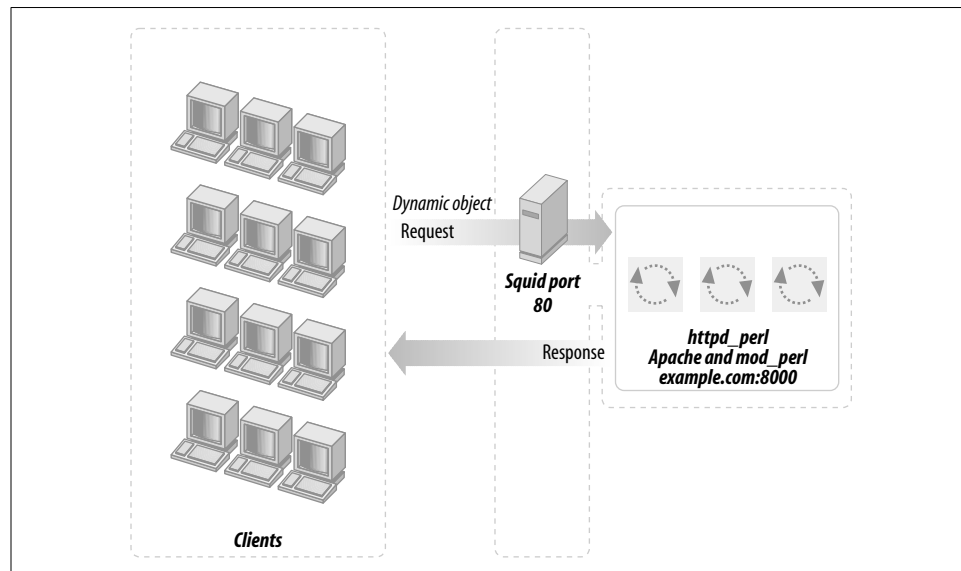 Dynamic object
Request
Squid port
80
Response
httpd_perl
Apache and mod_perl
example.com:8000
Clients